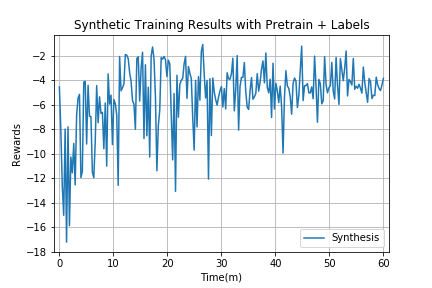 Synthetic Training Results with Pretrain + Labels
Rewards
−2
−4
−6
−8
−10
−12
−14
−16
−18
0 10 20 30 40 50 60
Time(m)
Synthesis